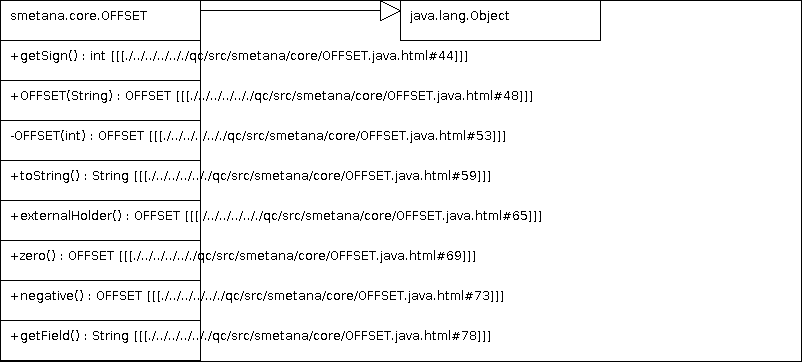 smetana.core.OFFSET
java.lang.Object
+getSign() : int [[[./../../../../../qc/src/smetana/core/OFFSET.java.html#44]]]
+OFFSET(String) : OFFSET [[[./../../../../../qc/src/smetana/core/OFFSET.java.html#48]]]
-OFFSET(int) : OFFSET [[[./../../../../../qc/src/smetana/core/OFFSET.java.html#53]]]
+toString() : String [[[./../../../../../qc/src/smetana/core/OFFSET.java.html#59]]]
+externalHolder() : OFFSET [[[./../../../../../qc/src/smetana/core/OFFSET.java.html#65]]]
+zero() : OFFSET [[[./../../../../../qc/src/smetana/core/OFFSET.java.html#69]]]
+negative() : OFFSET [[[./../../../../../qc/src/smetana/core/OFFSET.java.html#73]]]
+getField() : String [[[./../../../../../qc/src/smetana/core/OFFSET.java.html#78]]]